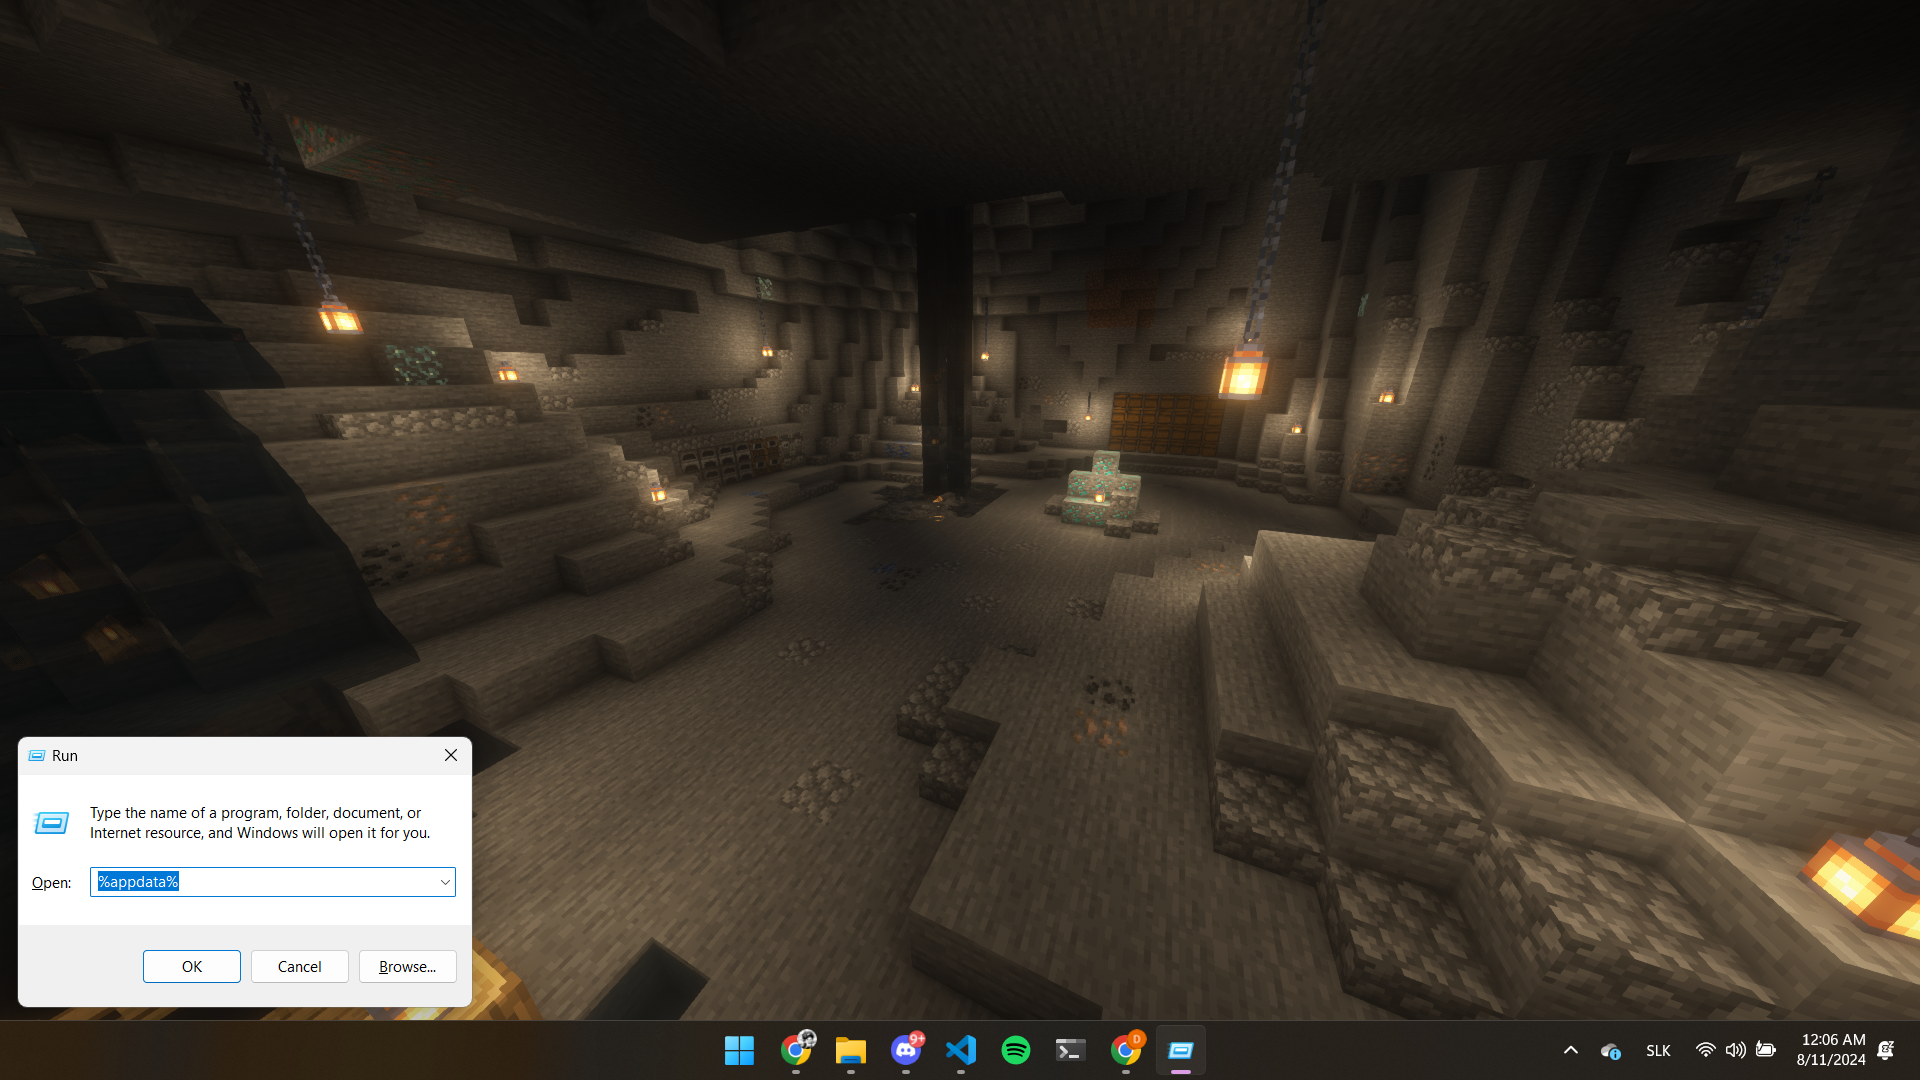 Run
Type the name of a program, folder, document, or
Internet resource, and Windows will open it for you.
Open:
%appdata%
OK
Cancel
Browse...
9+
D
SLK
12:06 AM
8/11/2024